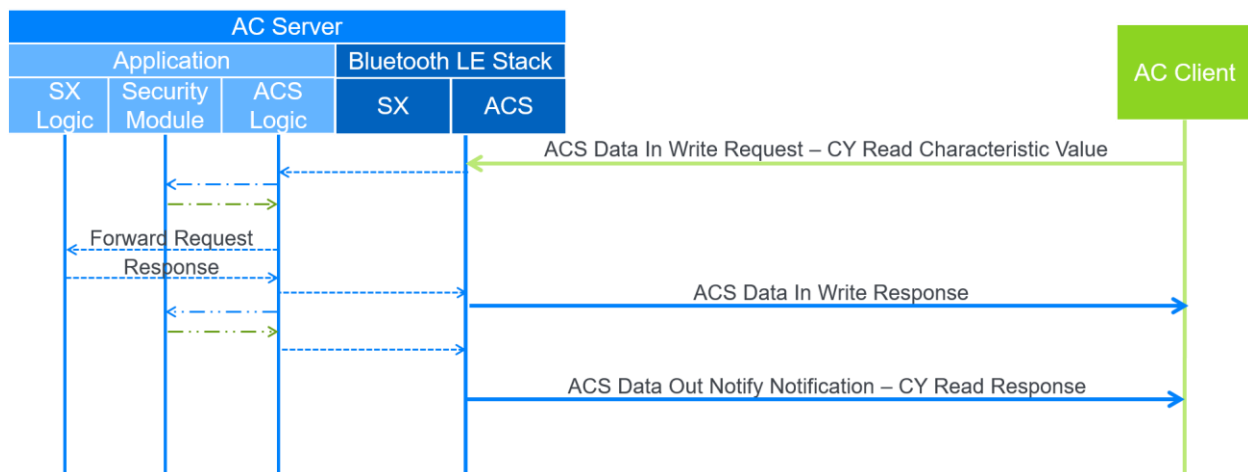 AC Server
Application
Bluetooth LE Stack
AC Client
SX
Logic
Security
Module
ACS
Logic
SX
ACS
ACS Data In Write Request – CY Read Characteristic Value
Forward Request
Response
ACS Data In Write Response
ACS Data Out Notify Notification – CY Read Response